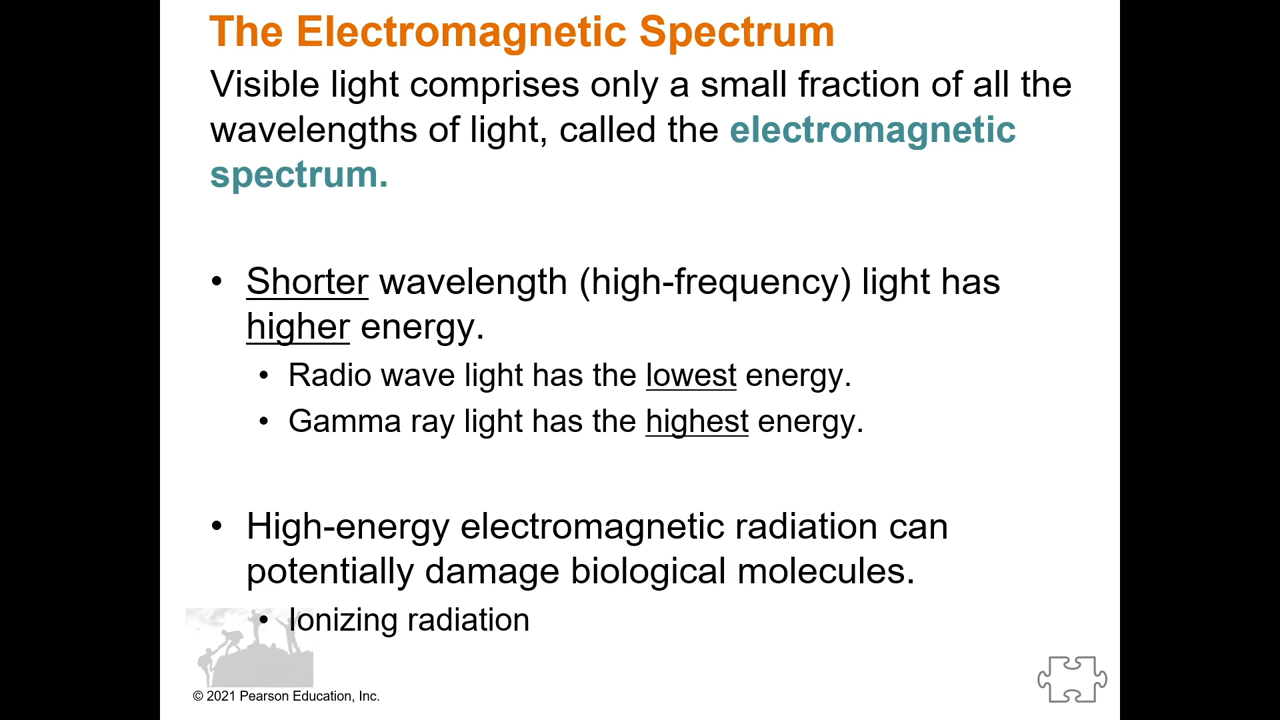 The Electromagnetic Spectrum
Visible light comprises only a small fraction of all the
wavelengths of light, called the electromagnetic
spectrum.
• Shorter wavelength (high-frequency) light has
higher energy.
• Radio wave light has the lowest energy.
• Gamma ray light has the highest energy.
• High-energy electromagnetic radiation can
potentially damage biological molecules.
• Ionizing radiation
© 2021 Pearson Education, Inc.